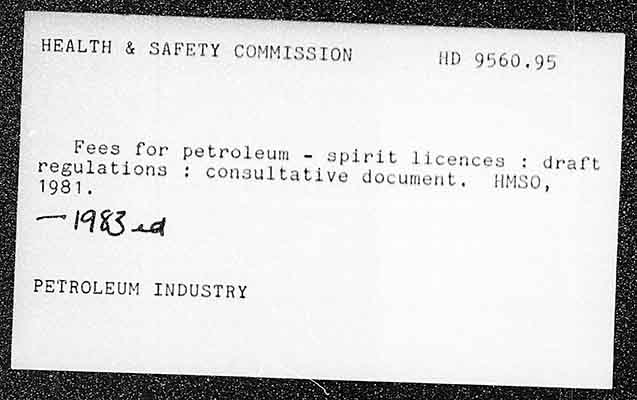 HEALTH & SAFETY COMMISSION HD 9560.95
Fees for petroleum - spirit licences : draft
regulations : consultative document. HMSO,
1981.
— 1983 ed
PETROLEUM INDUSTRY